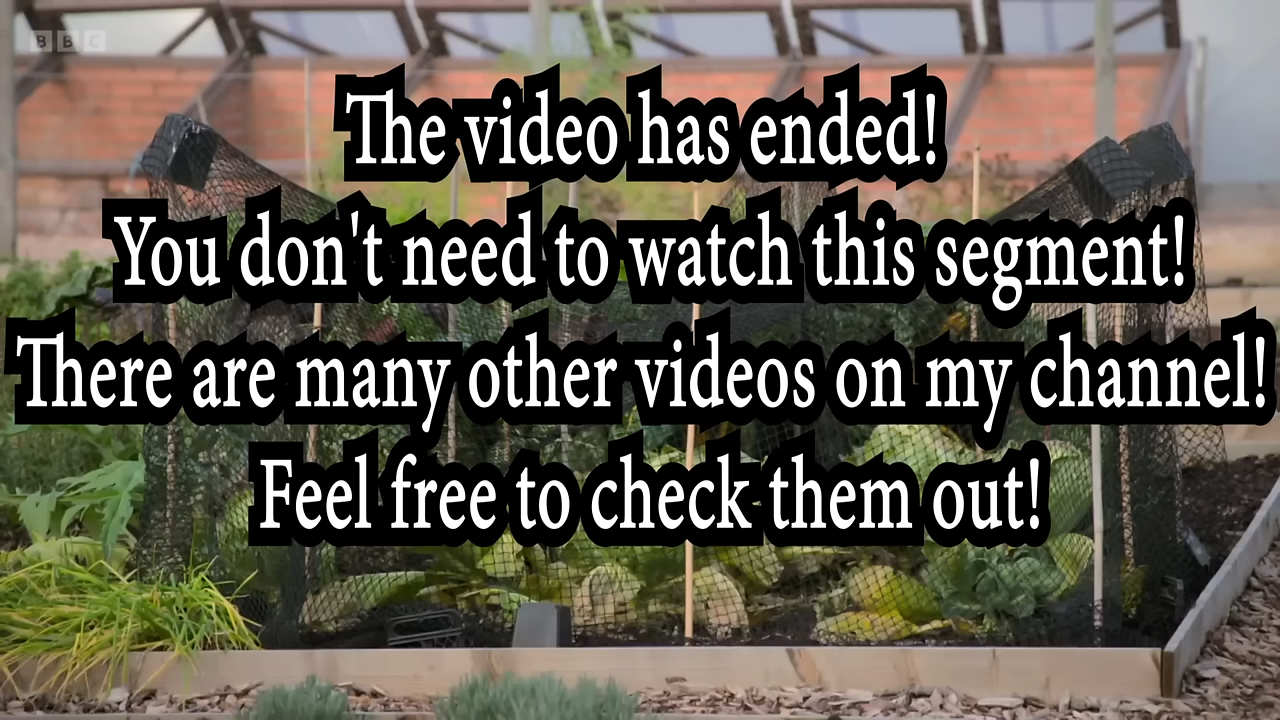 BBC
The video has ended!
You don't need to watch this segment!
There are many other videos on my channel!
Feel free to check them out!